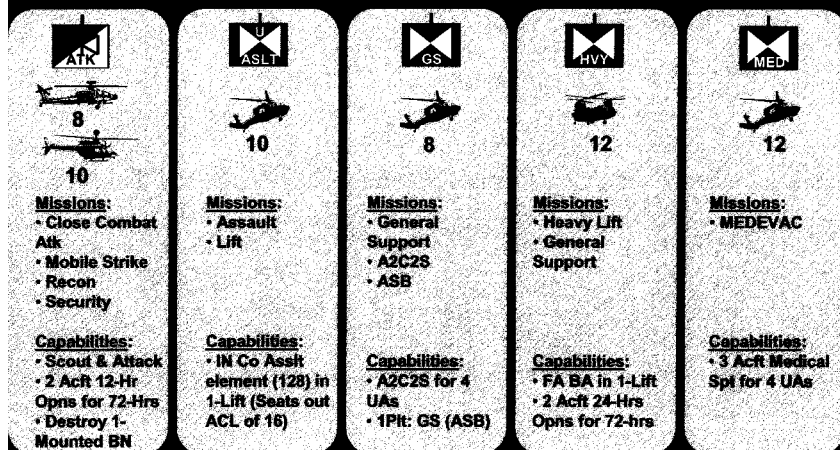 ATK
8
10
Missions:
• Close Combat
Atk
• Mobile Strike
• Recon
• Security
Capabilities:
• Scout & Attack
• 2 Acft 12-Hr
Opns for 72-Hrs
• Destroy 1-
Mounted BN
U
ASLT
10
Missions:
• Assault
• Lift
Capabilities:
• IN Co Asslt
element (128) in
1-Lift (Seats out
ACL of 16)
GS
8
Missions:
• General
Support
• A2C2S
• ASB
Capabilities:
• A2C2S for 4
UAs
• 1Plt: GS (ASB)
HVY
12
Missions:
• Heavy Lift
• General
Support
Capabilities:
• FA BA in 1-Lift
• 2 Acft 24-Hrs
Opns for 72-hrs
MED
12
Missions:
• MEDEVAC
Capabilities:
• 3 Acft Medical
Spt for 4 UAs